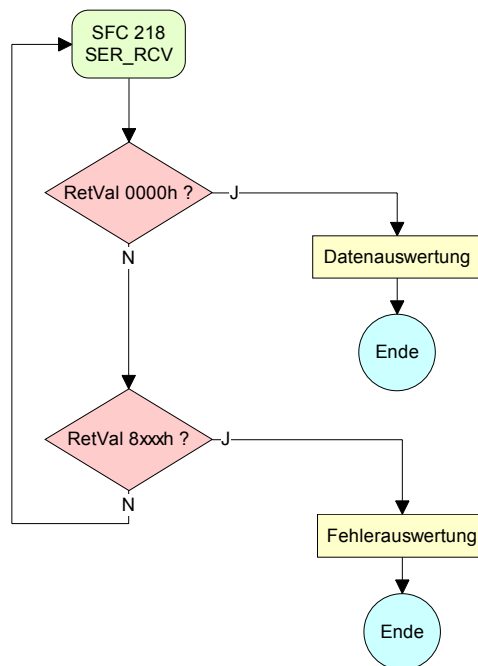 SFC 218
SER_RCV
RetVal 0000h ?
J
N
Datenauswertung
Ende
RetVal 8xxxh ?
J
N
Fehlerauswertung
Ende